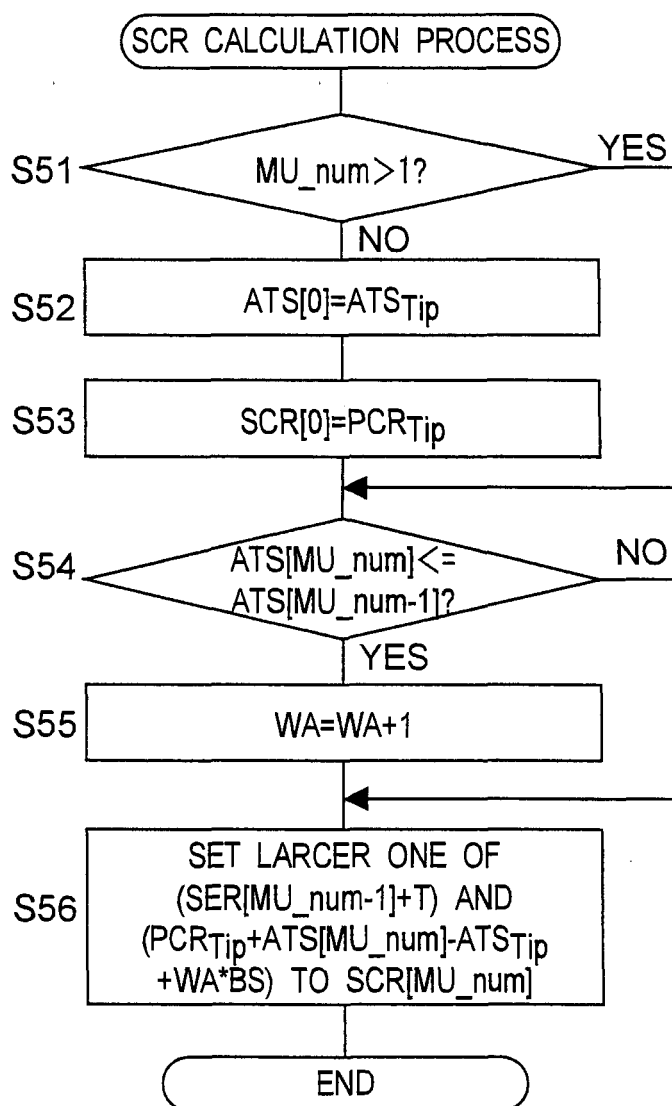 SCR CALCULATION PROCESS
S51
MU_num>1?
YES
NO
S52
ATS[0]=ATSTip
S53
SCR[0]=PCRTip
S54
ATS[MU_num]<=
ATS[MU_num-1]?
NO
YES
S55
WA=WA+1
S56
SET LARCER ONE OF
(SER[MU_num-1]+T) AND
(PCRTip+ATS[MU_num]-ATSTip
+WA*BS) TO SCR[MU_num]
END